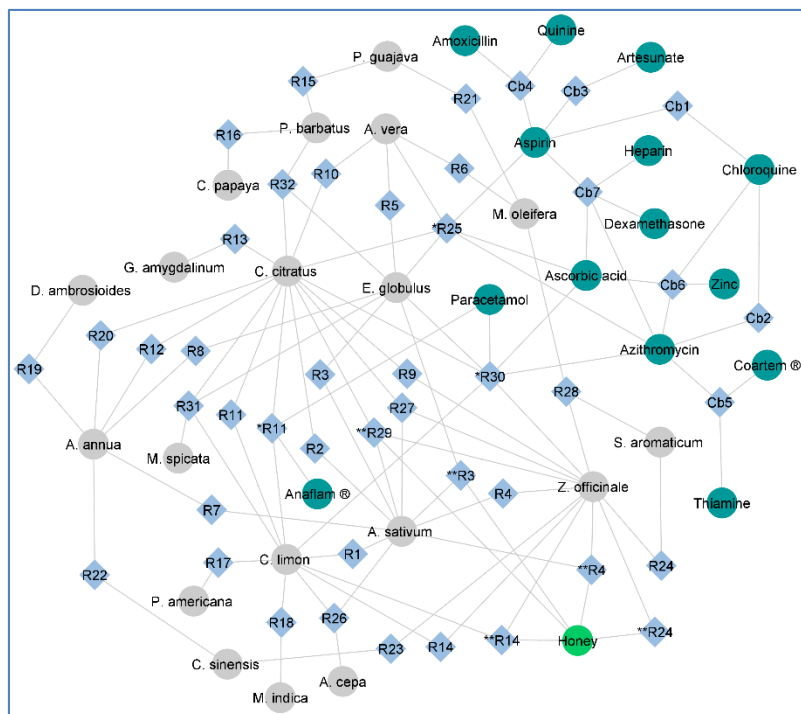 Quinine
Amoxicillin
P. guajava
Artesunate
R15
Cb4
Cb3
R21
Cb1
R16
P. barbatus
A. vera
Aspirin
Heparin
R6
Chloroquine
C. papaya
R32
R10
Cb7
R5
M. oleifera
Dexamethasone
R13
*R25
G. amygdalinum
C. citratus
E. globulus
Ascorbic acid
Cb6
Zinc
D. ambrosioides
Paracetamol
Cb2
R20
R12
R8
Azithromycin
Coartem ®
R19
R3
R9
*R30
R28
Cb5
R31
R11
*R11
R27
**R29
A. annua
M. spicata
R2
S. aromaticum
**R3
Anaflam ®
R4
Z. officinale
Thiamine
R7
A. sativum
C. limon
R1
R22
R17
**R4
R24
P. americana
R18
R26
R23
R14
**R14
Honey
**R24
C. sinensis
A. cepa
M. indica